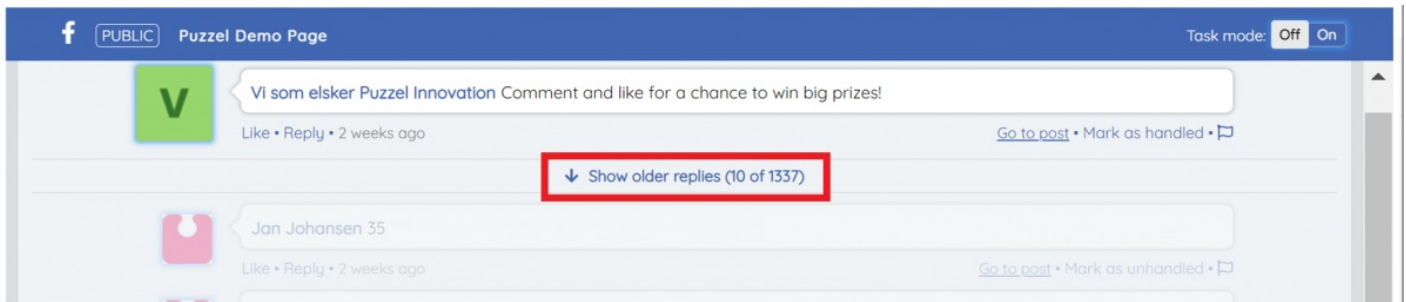 f PUBLIC Puzzel Demo Page Task mode: Off On
V
Vi som elsker Puzzel Innovation Comment and like for a chance to win big prizes!
Like • Reply • 2 weeks ago Go to post • Mark as handled •
Show older replies (10 of 1337)
Jan Johansen 35
Like • Reply • 2 weeks ago Go to post • Mark as unhandled •